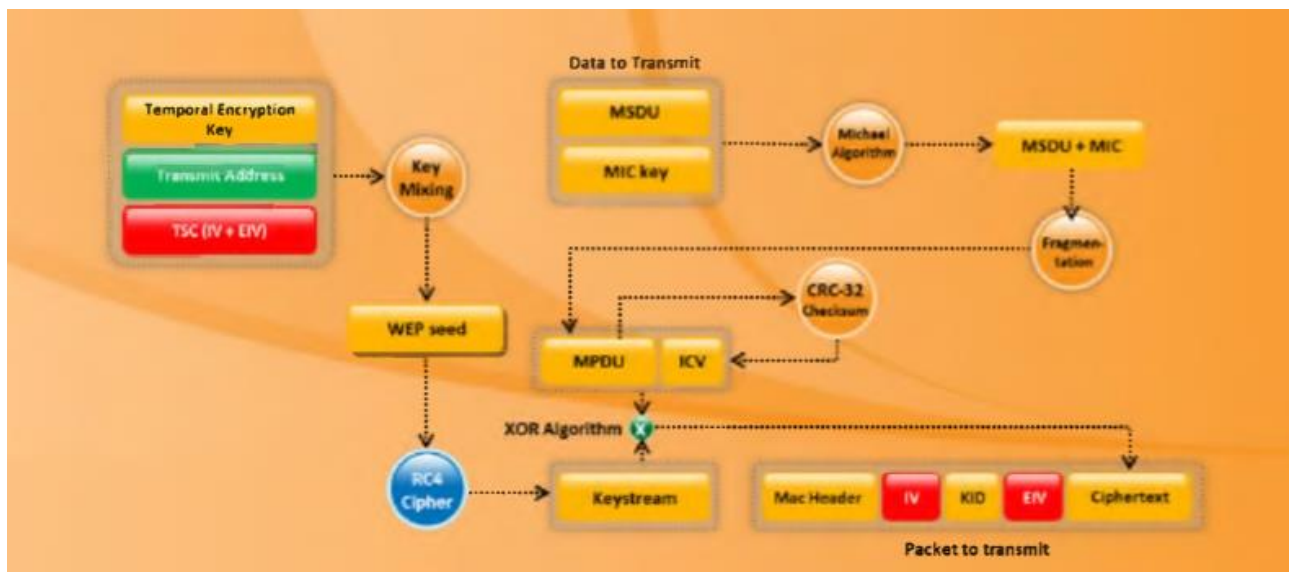 Data to Transmit
Temporal Encryption
Key
Transmis Address
TSC (IV + EIV)
Key
Mixing
MSDU
MIC key
Michael
Algorithm
MSDU + MIC
Fragmen-
tation
CRC-32
Checksum
WEP seed
MPDU
ICV
XOR Algorithm
X
RC4
Cipher
Keystream
Mac Header
IV
KID
EIV
Ciphertext
Packet to transmit